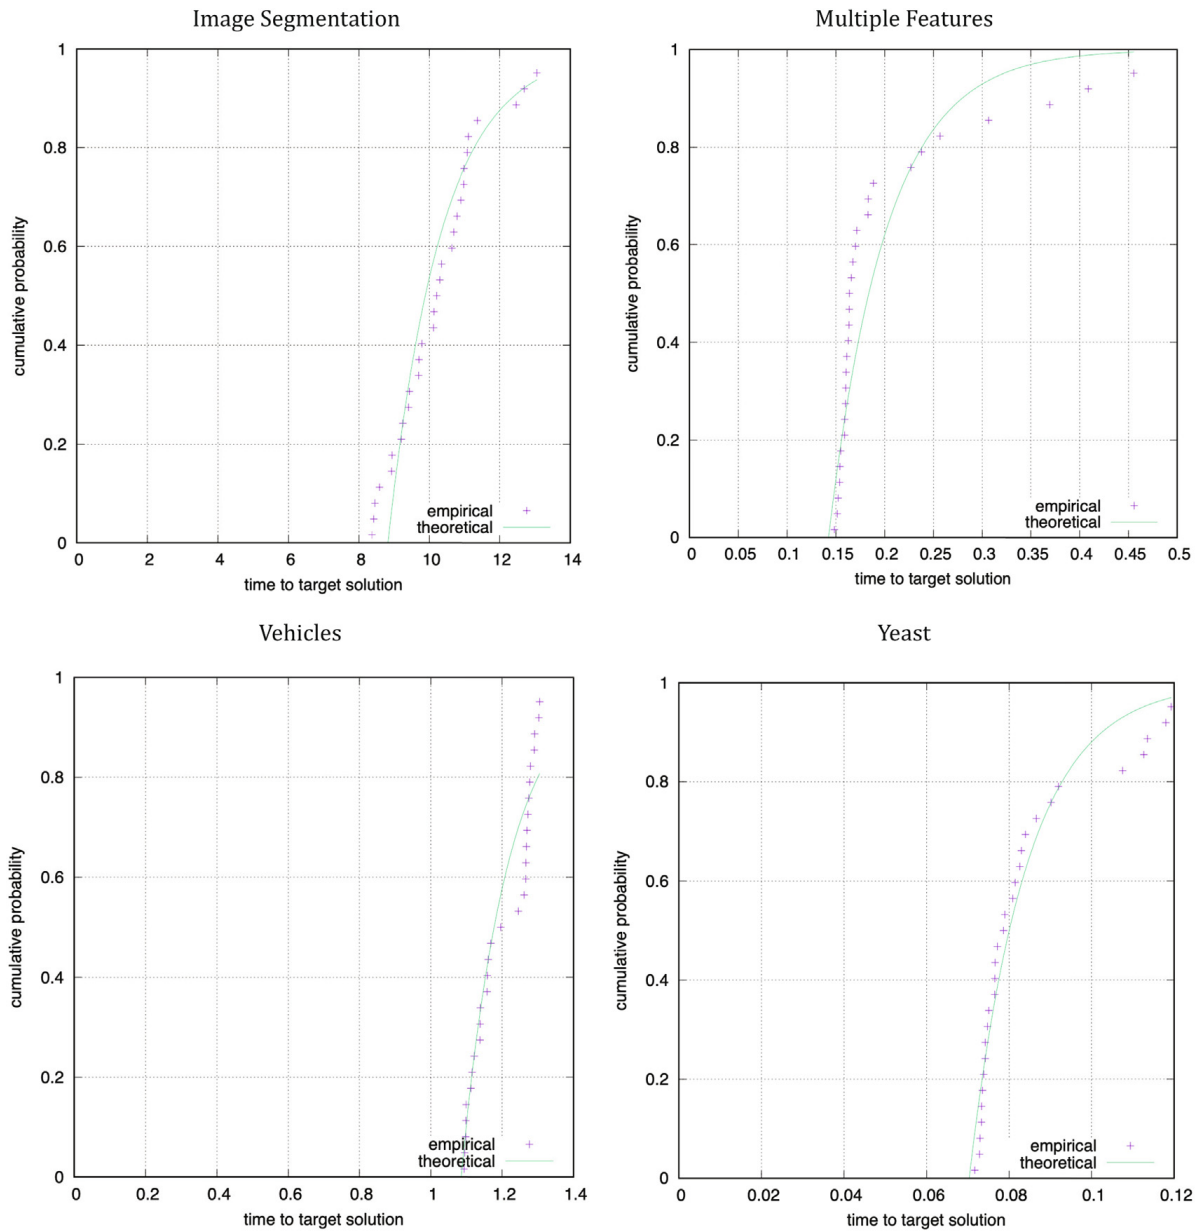 Image Segmentation
1
0.8
0.6
0.4
0.2
0
cumulative probability
empirical
theoretical
0 2 4 6 8 10 12 14
time to target solution
Multiple Features
1
0.8
0.6
0.4
0.2
0
cumulative probability
empirical
theoretical
0 0.05 0.1 0.15 0.2 0.25 0.3 0.35 0.4 0.45 0.5
time to target solution
Vehicles
1
0.8
0.6
0.4
0.2
0
cumulative probability
empirical
theoretical
0 0.2 0.4 0.6 0.8 1 1.2 1.4
time to target solution
Yeast
1
0.8
0.6
0.4
0.2
0
cumulative probability
empirical
theoretical
0 0.02 0.04 0.06 0.08 0.1 0.12
time to target solution